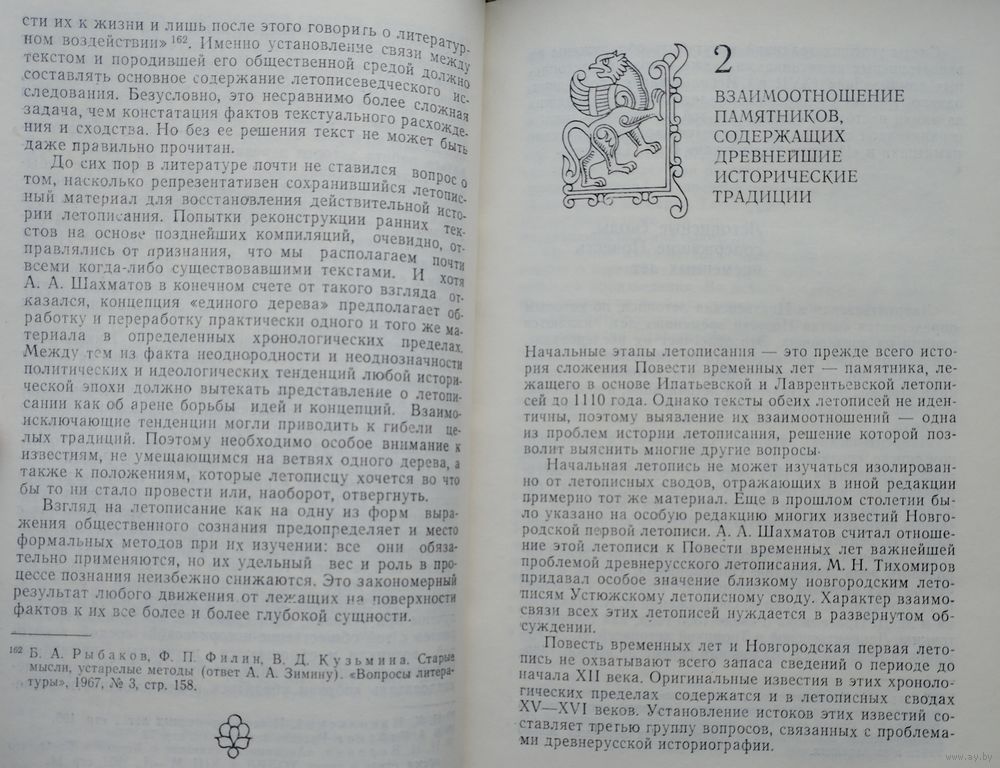 сти их к жизни и лишь после этого говорить о литератур-
ном воздействии» 162. Именно установление связи между
текстом и породившей его общественной средой должно
составлять основное содержание летописеведческого ис-
следования. Безусловно, это несравнимо более сложная
задача, чем констатация фактов текстуального расхожде-
ния и сходства. Но без ее решения текст не может быть
даже правильно прочитан.
До сих пор в литературе почти не ставился вопрос о
том, насколько репрезентативен сохранившийся летопис-
ный материал для восстановления действительной исто-
рии летописания. Попытки реконструкции ранних тек-
стов на основе позднейших компиляций, очевидно, от-
правлялись от признания, что мы располагаем почти
всеми когда-либо существовавшими текстами. И хотя
А. А. Шахматов в конечном счете от такого взгляда от-
казался, концепция «единого дерева» предполагает об-
работку и переработку практически одного и того же ма-
териала в определенных хронологических пределах.
Между тем из факта неоднородности и неоднозначности
политических и идеологических тенденций любой истори-
ческой эпохи должно вытекать представление о летопи-
сании как об арене борьбы идей и концепций. Взаимо-
исключающие тенденции могли приводить к гибели це-
лых традиций. Поэтому необходимо особое внимание к
известиям, не умещающимся на ветвях одного дерева, а
также к положениям, которые летописцу хочется во что
бы то ни стало провести или, наоборот, отвергнуть.
Взгляд на летописание как на одну из форм выра-
жения общественного сознания предопределяет и место
формальных методов при их изучении: все они обяза-
тельно применяются, но их удельный вес и роль в про-
цессе познания неизбежно снижаются. Это закономерный
результат любого движения от лежащих на поверхности
фактов к их все более и более глубокой сущности.
162 Б. А. Рыбаков, Ф. П. Филин, В. Д. Кузьмина. Старые
мысли, устарелые методы (ответ А. А. Зимину). «Вопросы литера-
туры», 1967, № 3, стр. 158.
2
ВЗАИМООТНОШЕНИЕ
ПАМЯТНИКОВ,
СОДЕРЖАЩИХ
ДРЕВНЕЙШИЕ
ИСТОРИЧЕСКИЕ
ТРАДИЦИИ
Начальные этапы летописания — это прежде всего исто-
рия сложения Повести временных лет — памятника, ле-
жащего в основе Ипатьевской и Лаврентьевской летопи-
сей до 1110 года. Однако тексты обеих летописей не иден-
тичны, поэтому выявление их взаимоотношений — одна
из проблем истории летописания, решение которой поз-
волит выяснить многие другие вопросы.
Начальная летопись не может изучаться изолирован-
но от летописных сводов, отражающих в иной редакции
примерно тот же материал. Еще в прошлом столетии бы-
ло указано на особую редакцию многих известий Новго-
родской первой летописи. А. А. Шахматов считал отноше-
ние этой летописи к Повести временных лет важнейшей
проблемой древнерусского летописания. М. Н. Тихомиров
придавал особое значение близкому новгородским лето-
писям Устюжскому летописному своду. Характер взаимо-
связи всех этих летописей нуждается в развернутом об-
суждении.
Повесть временных лет и Новгородская первая лето-
пись не охватывают всего запаса сведений о периоде до
начала XII века. Оригинальные известия в этих хроноло-
гических пределах содержатся и в летописных сводах
XV—XVI веков. Установление истоков этих известий со-
ставляет третью группу вопросов, связанных с проблема-
ми древнерусской историографии.
www.ay.by